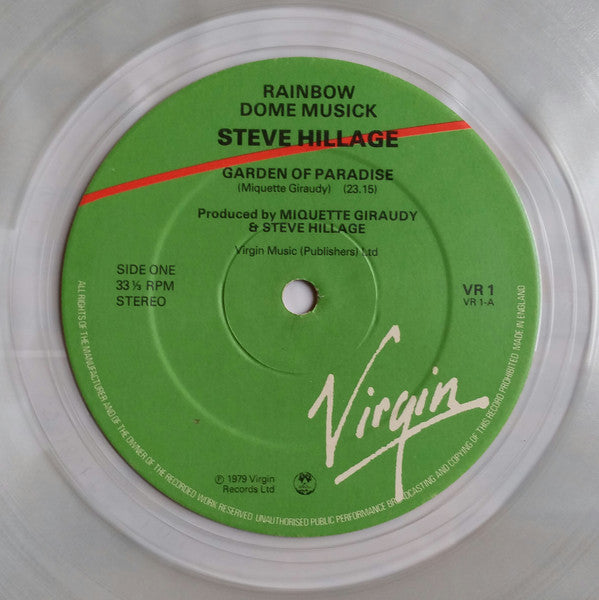 RAINBOW
DOME MUSICK
STEVE HILLAGE
GARDEN OF PARADISE
(Miquette Giraudy) (23.15)
Produced by MIQUETTE GIRAUDY
& STEVE HILLAGE
Virgin Music (Publishers) Ltd
SIDE ONE
33⅓ RPM
STEREO
VR 1
VR 1-A
Virgin
℗ 1979 Virgin
Records Ltd
ALL RIGHTS OF THE MANUFACTURER AND OF THE OWNER OF THE RECORDED WORK RESERVED UNAUTHORISED PUBLIC PERFORMANCE BROADCASTING AND COPYING OF THIS RECORD PROHIBITED MADE IN ENGLAND